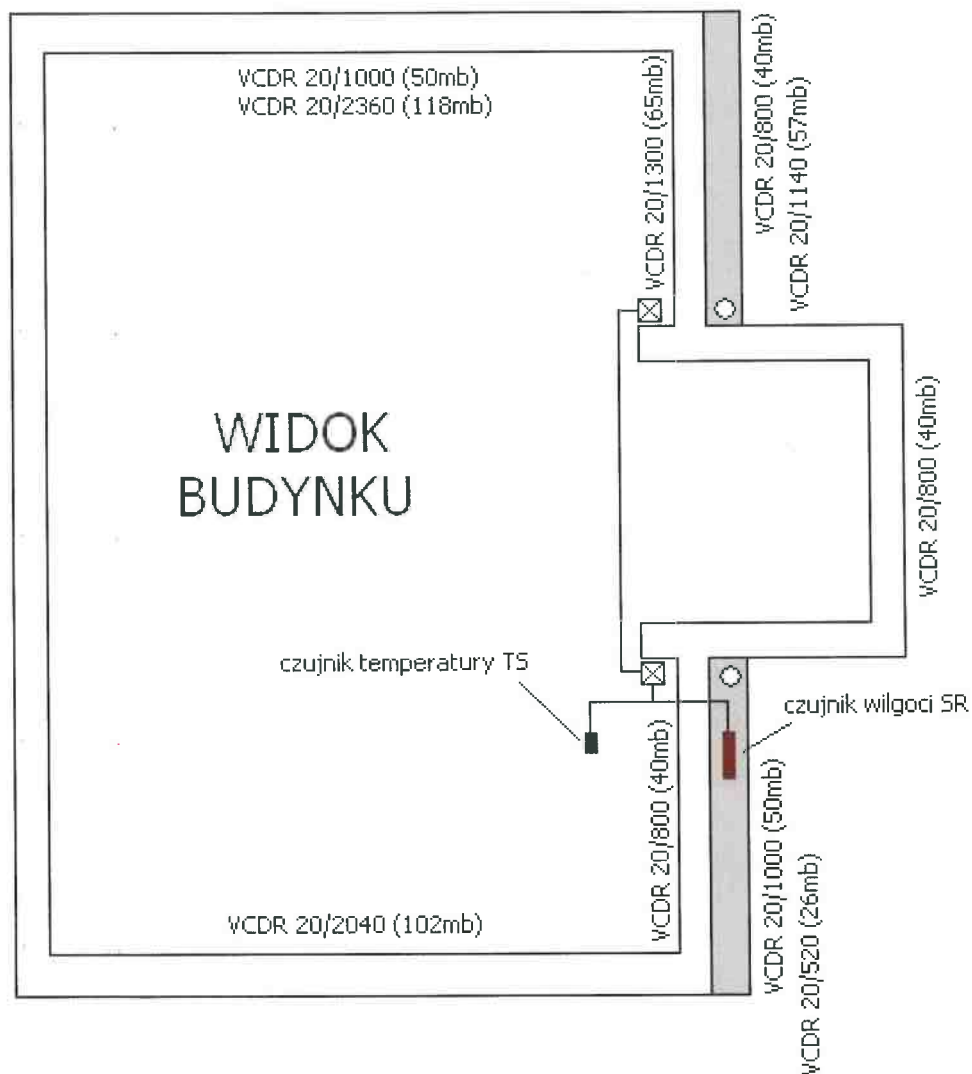 VCDR 20/1000 (50mb)
VCDR 20/2360 (118mb)
VCDR 20/1300 (65mb)
VCDR 20/800 (40mb)
VCDR 20/1140 (57mb)
WIDOK
BUDYNKU
VCDR 20/800 (40mb)
czujnik temperatury TS
czujnik wilgoci SR
VCDR 20/800 (40mb)
VCDR 20/2040 (102mb)
VCDR 20/1000 (50mb)
VCDR 20/520 (26mb)